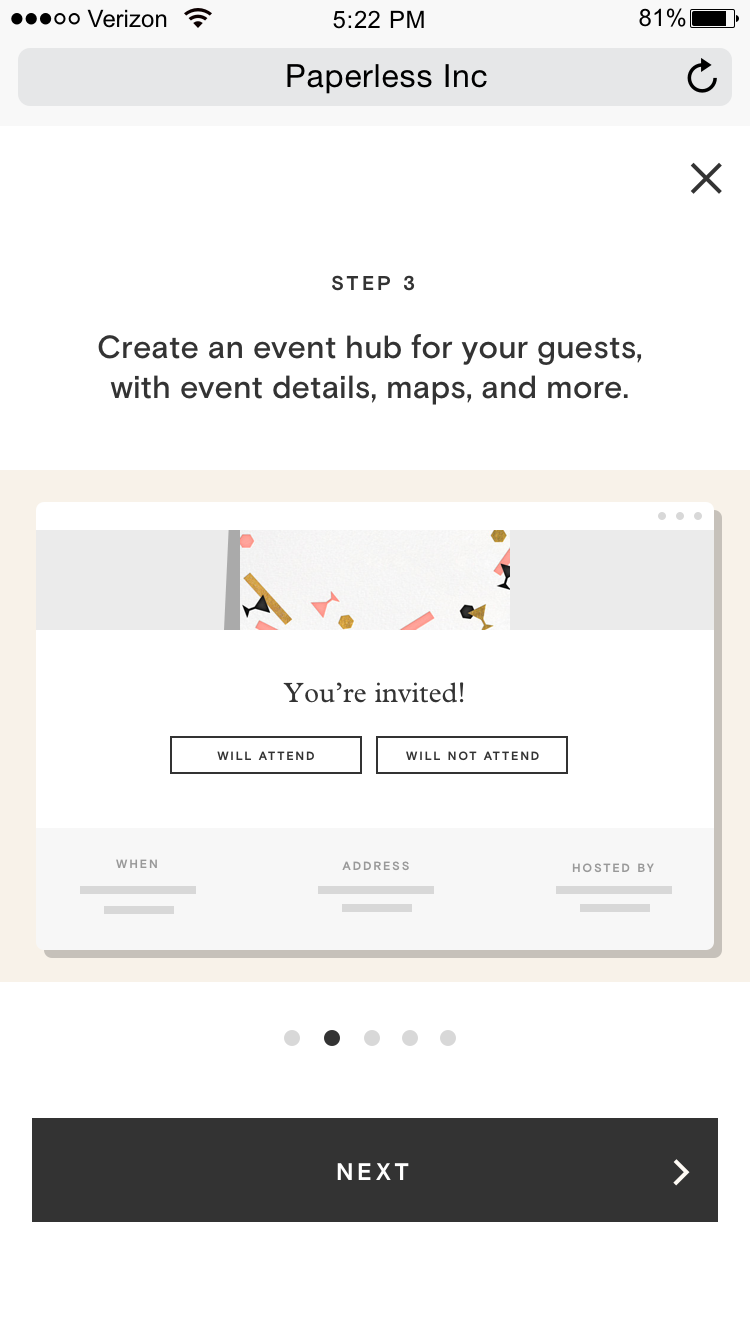 Verizon 5:22 PM 81%
Paperless Inc
STEP 3
Create an event hub for your guests,
with event details, maps, and more.
You’re invited!
WILL ATTEND WILL NOT ATTEND
WHEN ADDRESS HOSTED BY
NEXT